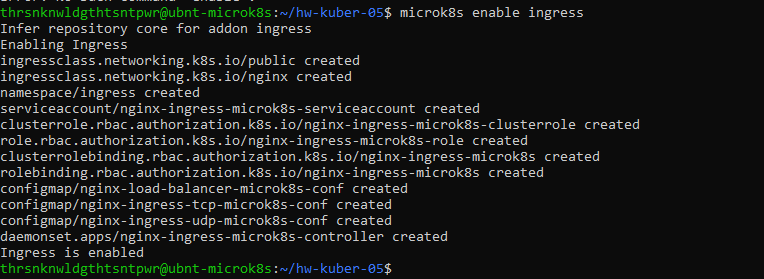 thrsnknwldgthtsntpwr@ubnt-microk8s:~/hw-kuber-05$ microk8s enable ingress
Infer repository core for addon ingress
Enabling Ingress
ingressclass.networking.k8s.io/public created
ingressclass.networking.k8s.io/nginx created
namespace/ingress created
serviceaccount/nginx-ingress-microk8s-serviceaccount created
clusterrole.rbac.authorization.k8s.io/nginx-ingress-microk8s-clusterrole created
role.rbac.authorization.k8s.io/nginx-ingress-microk8s-role created
clusterrolebinding.rbac.authorization.k8s.io/nginx-ingress-microk8s created
rolebinding.rbac.authorization.k8s.io/nginx-ingress-microk8s created
configmap/nginx-load-balancer-microk8s-conf created
configmap/nginx-ingress-tcp-microk8s-conf created
configmap/nginx-ingress-udp-microk8s-conf created
daemonset.apps/nginx-ingress-microk8s-controller created
Ingress is enabled
thrsnknwldgthtsntpwr@ubnt-microk8s:~/hw-kuber-05$